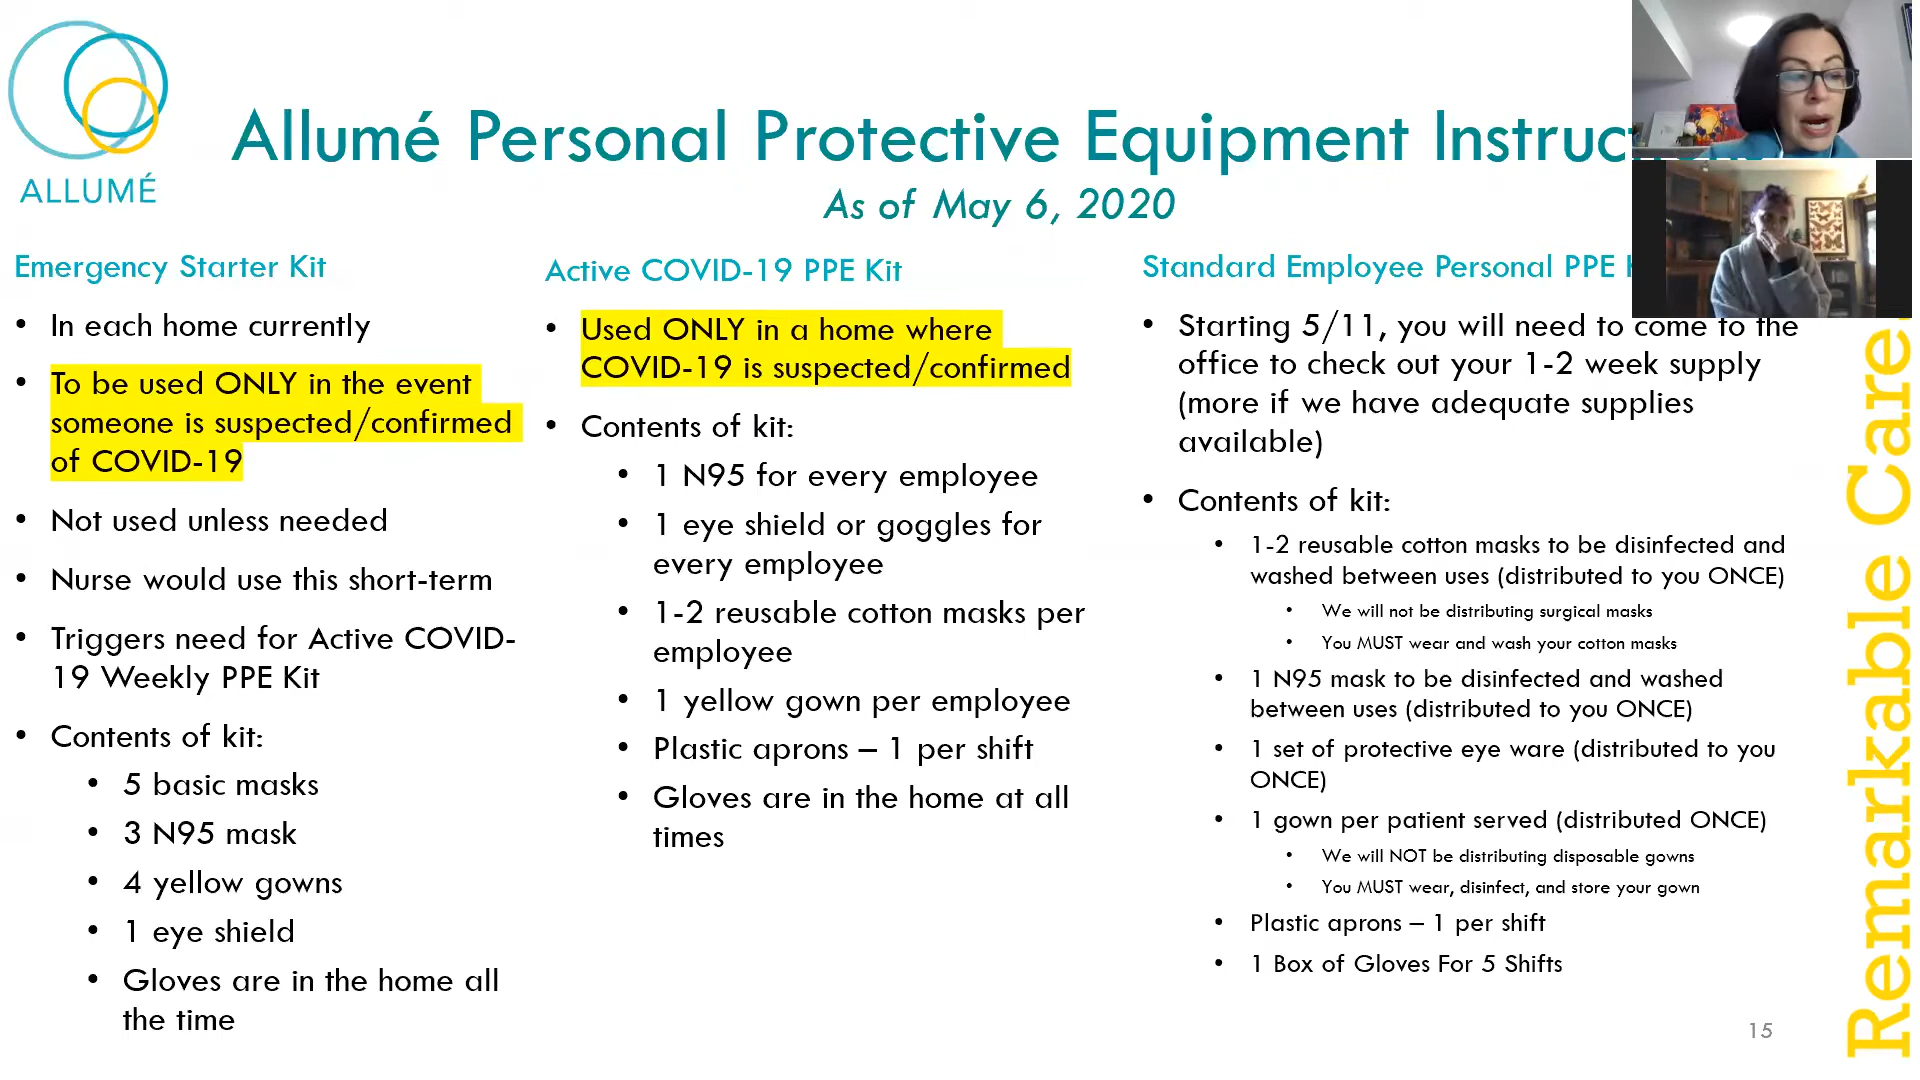 ALLUMÉ
Allumé Personal Protective Equipment
As of May 6, 2020
Emergency Starter Kit
• In each home currently
• To be used ONLY in the event
someone is suspected/confirmed
of COVID-19
• Not used unless needed
• Nurse would use this short-term
• Triggers need for Active COVID-
19 Weekly PPE Kit
• Contents of kit:
• 5 basic masks
• 3 N95 mask
• 4 yellow gowns
• 1 eye shield
• Gloves are in the home all
the time
Active COVID-19 PPE Kit
• Used ONLY in a home where
COVID-19 is suspected/confirmed
• Contents of kit:
• 1 N95 for every employee
• 1 eye shield or goggles for
every employee
• 1-2 reusable cotton masks per
employee
• 1 yellow gown per employee
• Plastic aprons – 1 per shift
• Gloves are in the home at all
times
Standard Employee Personal PPE
• Starting 5/11, you will need to come to the
office to check out your 1-2 week supply
(more if we have adequate supplies
available)
• Contents of kit:
• 1-2 reusable cotton masks to be disinfected and
washed between uses (distributed to you ONCE)
• We will not be distributing surgical masks
• You MUST wear and wash your cotton masks
• 1 N95 mask to be disinfected and washed
between uses (distributed to you ONCE)
• 1 set of protective eye ware (distributed to you
ONCE)
• 1 gown per patient served (distributed ONCE)
• We will NOT be distributing disposable gowns
• You MUST wear, disinfect, and store your gown
• Plastic aprons – 1 per shift
• 1 Box of Gloves For 5 Shifts
Remarkable Care
15